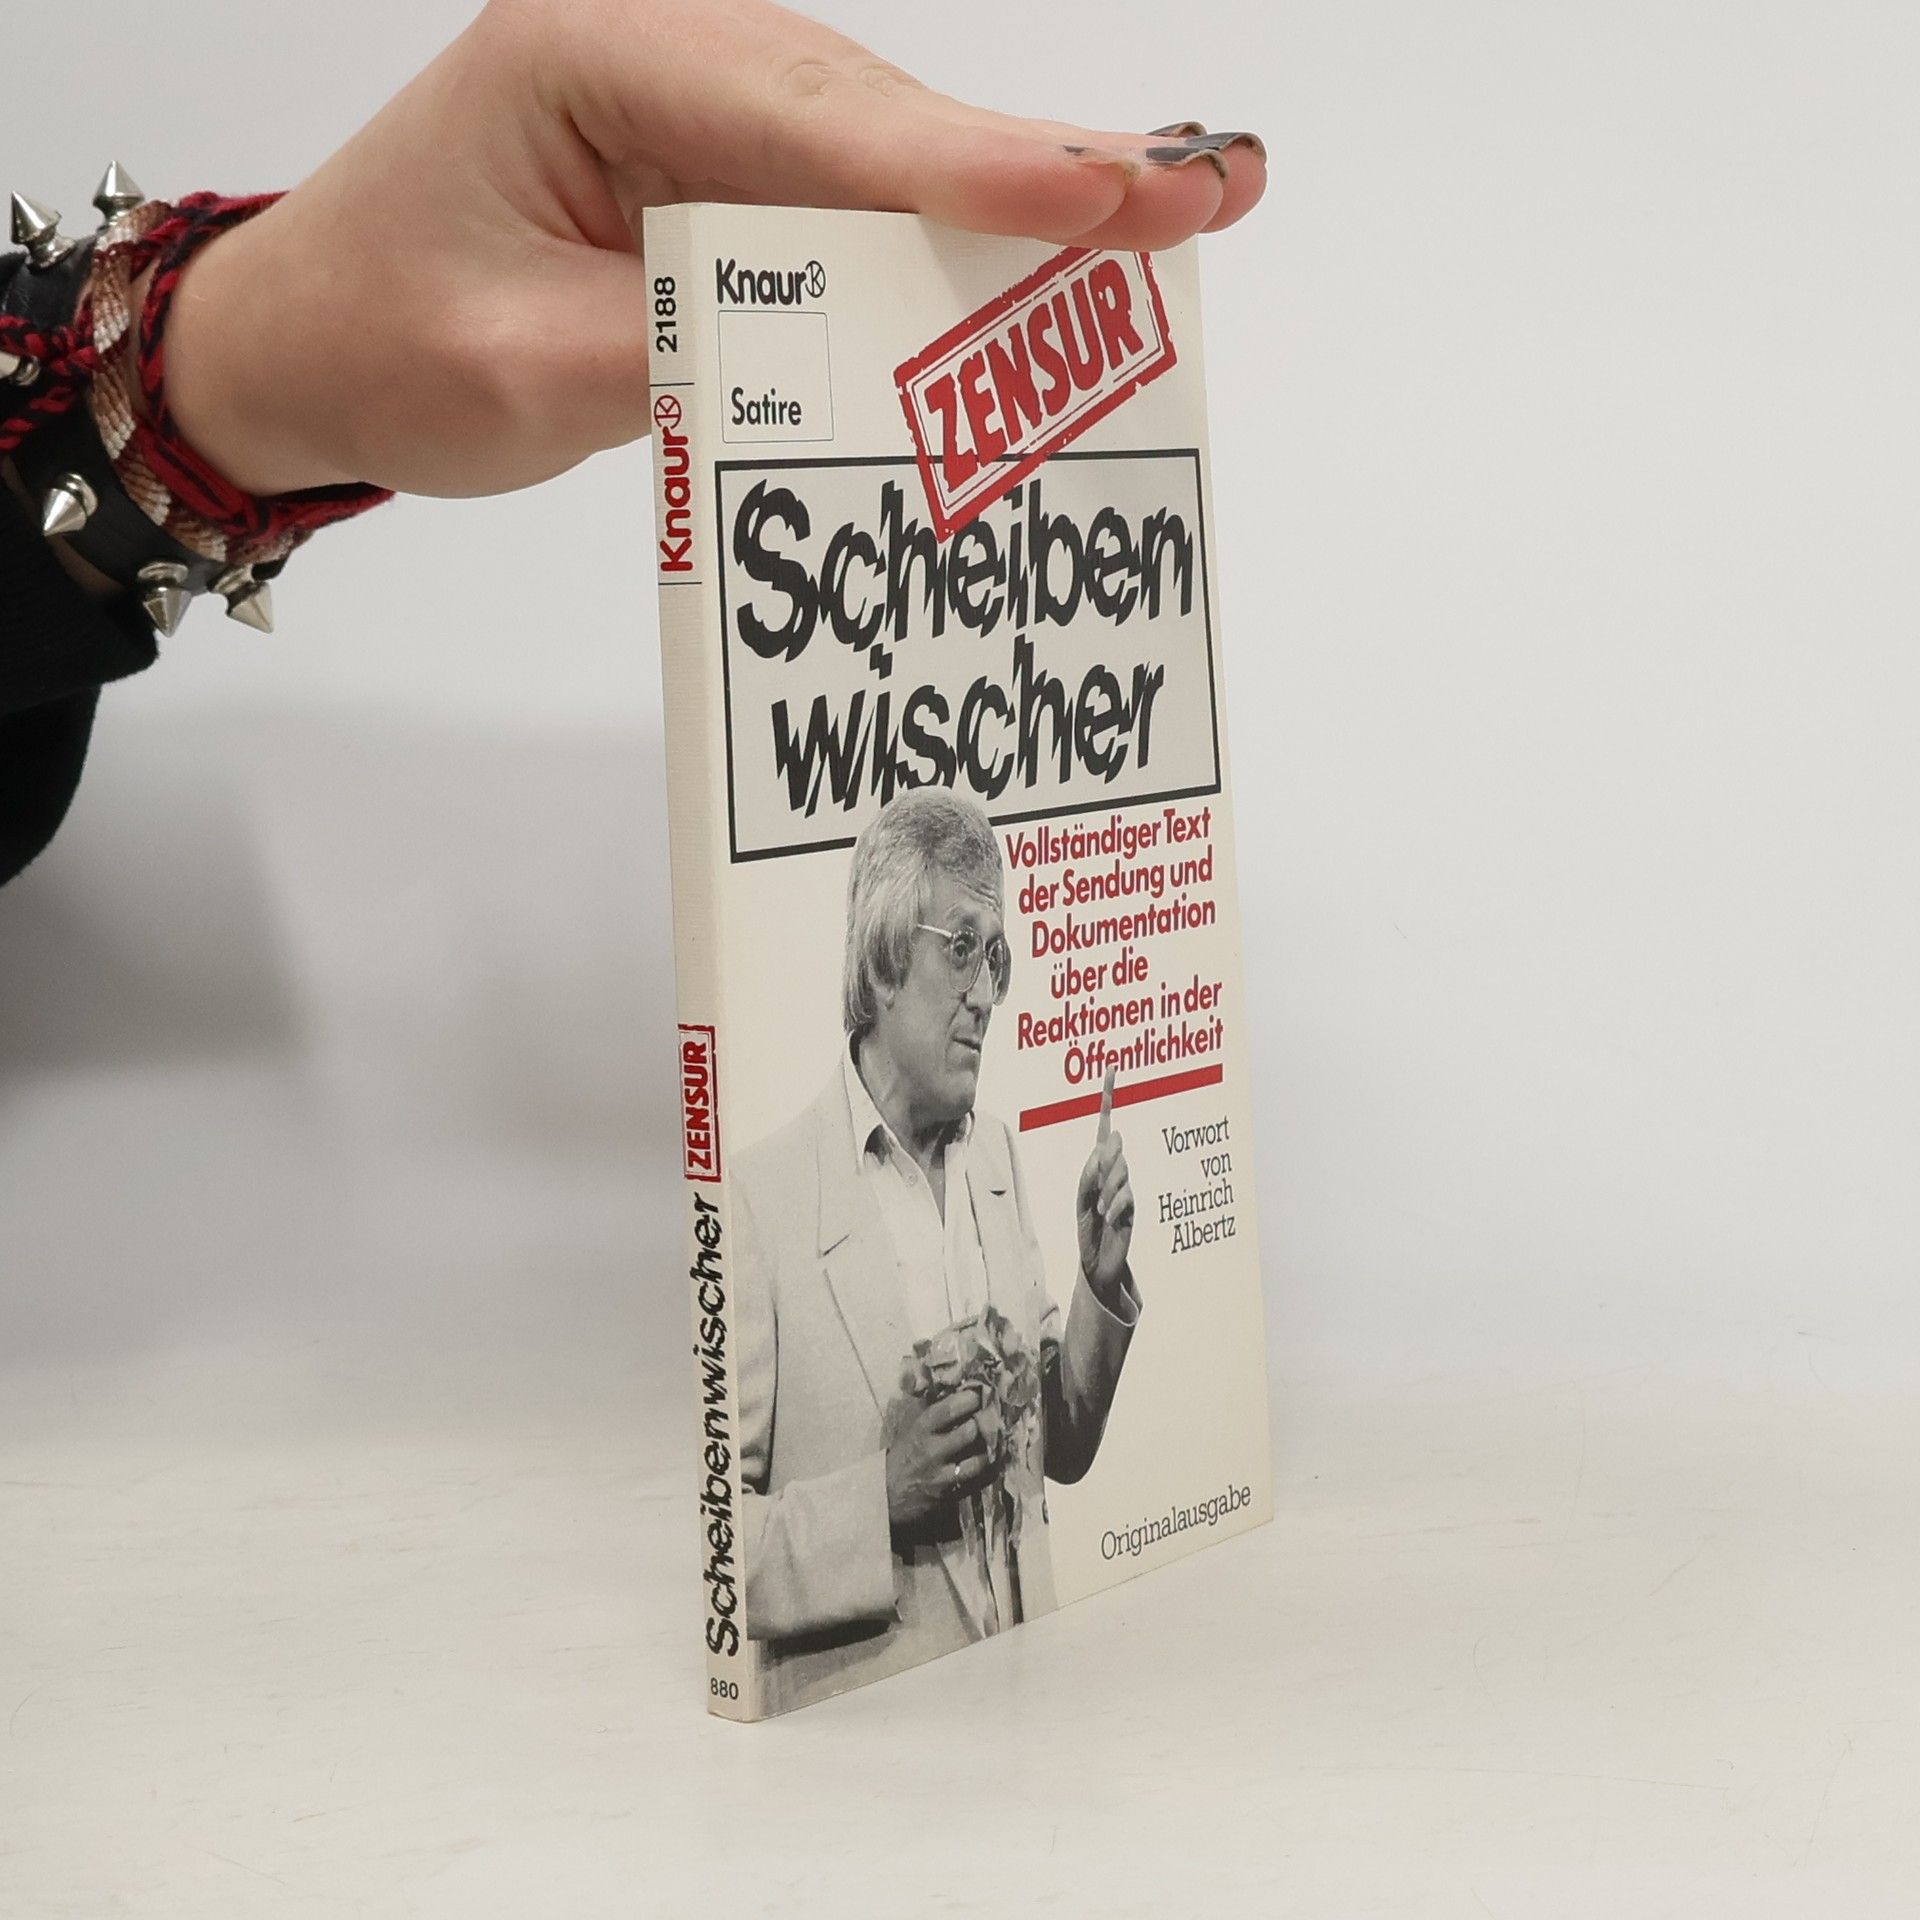 2188
Knaur
ZENSUR
Scheibenwischer
880
Knaur
Satire
ZENSUR
Scheiben
wischer
Vollständiger Text
der Sendung und
Dokumentation
über die
Reaktionen in der
Öffentlichkeit
Vorwort
von
Heinrich
Albertz
Originalausgabe